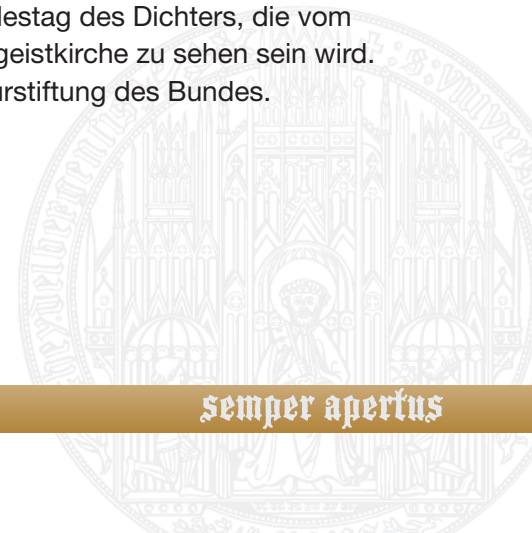 lestag des Dichters, die vom
geistkirche zu sehen sein wird.
urstiftung des Bundes.
semper apertus